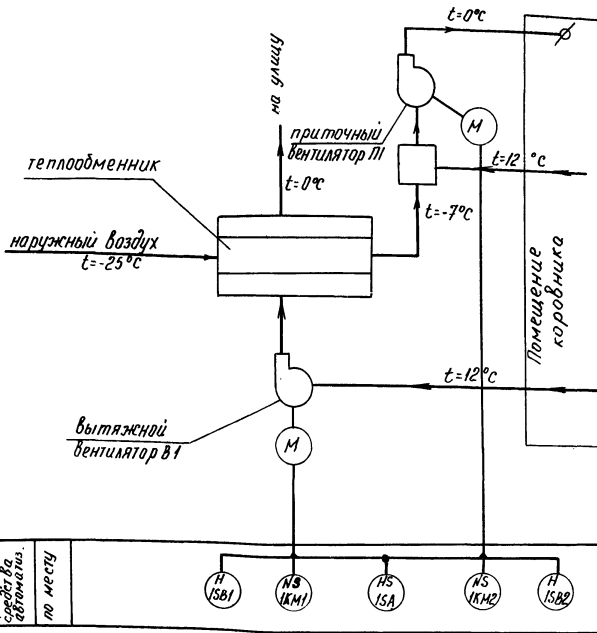 t=0°C
на улицу
приточный
вентилятор П1
М
теплообменник
t=0°C
t=12°C
t=-7°C
наружный воздух
t=-25°C
Помещение
коровника
t=12°C
вытяжной
вентилятор В1
М
средства
автоматиз.
по месту
H
1SB1
NS
1KM1
HS
1SA
NS
1KM2
H
1SB2